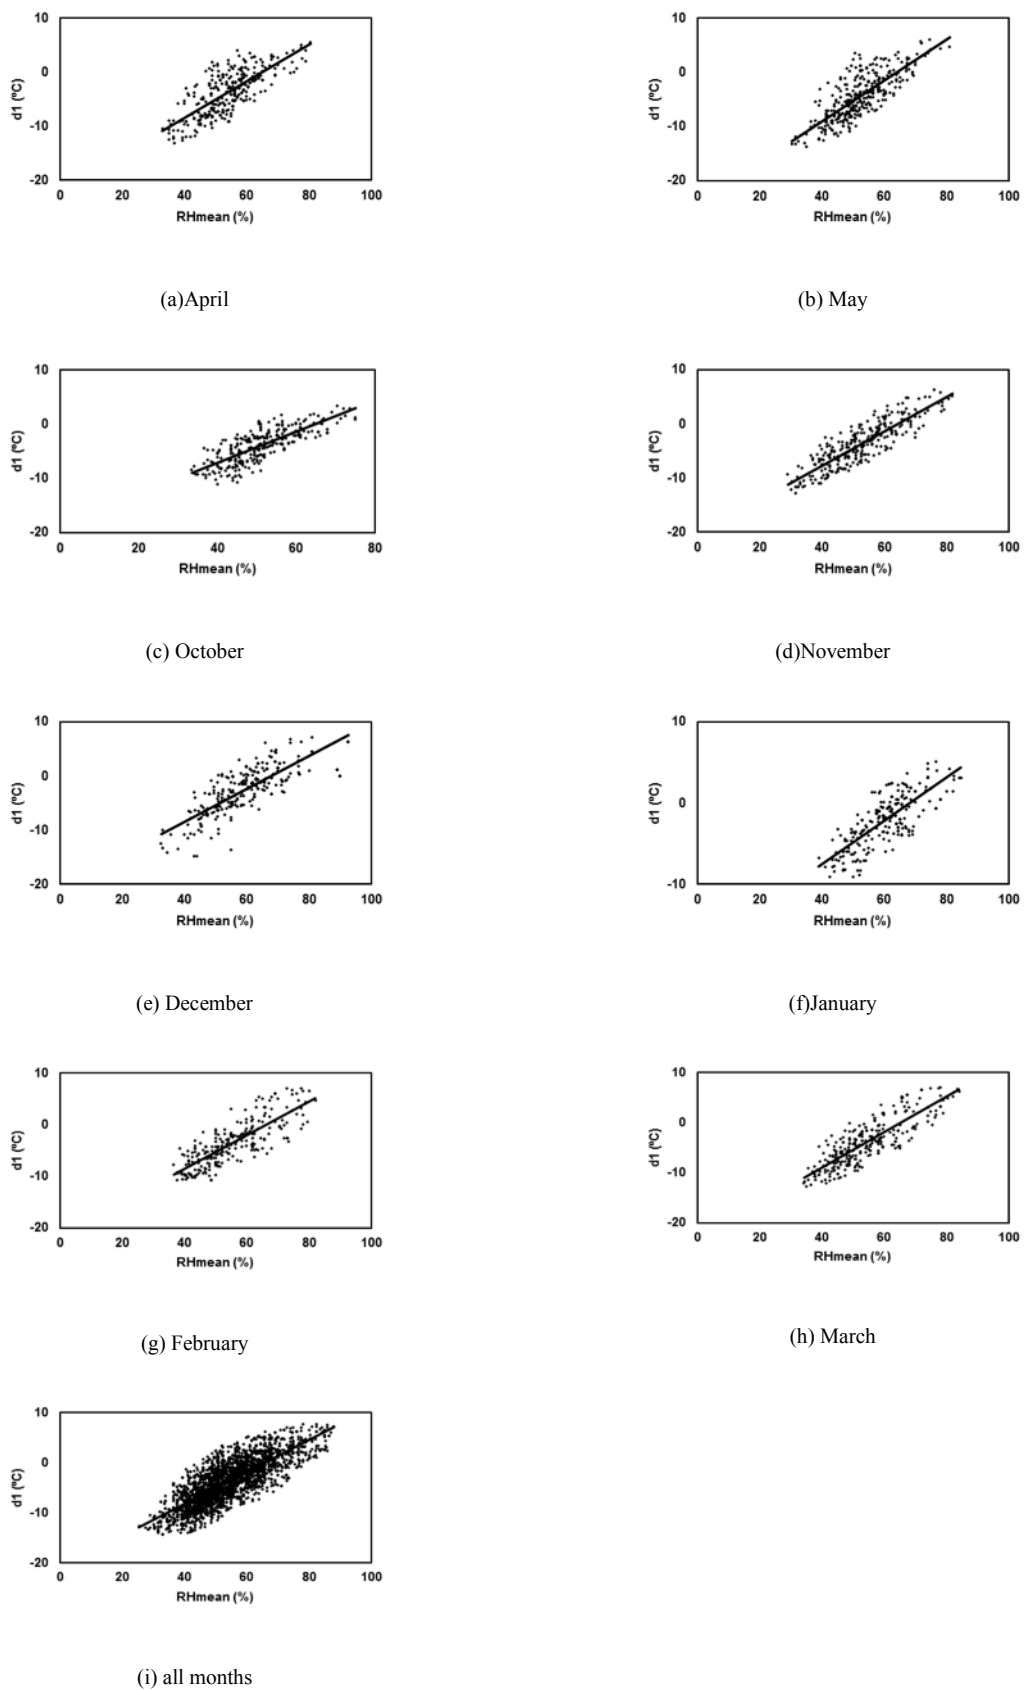 10
0
-10
-20
d1 (ºC)
0 20 40 60 80 100
RHmean (%)
(a)April
10
0
-10
-20
d1 (ºC)
0 20 40 60 80 100
RHmean (%)
(b) May
10
0
-10
-20
d1 (ºC)
0 20 40 60 80
RHmean (%)
(c) October
10
0
-10
-20
d1 (ºC)
0 20 40 60 80 100
RHmean (%)
(d)November
10
0
-10
-20
d1 (ºC)
0 20 40 60 80 100
RHmean (%)
(e) December
10
0
-10
d1 (ºC)
0 20 40 60 80 100
RHmean (%)
(f)January
10
0
-10
-20
d1 (ºC)
0 20 40 60 80 100
RHmean (%)
(g) February
10
0
-10
-20
d1 (ºC)
0 20 40 60 80 100
RHmean (%)
(h) March
10
0
-10
-20
d1 (ºC)
0 20 40 60 80 100
RHmean (%)
(i) all months